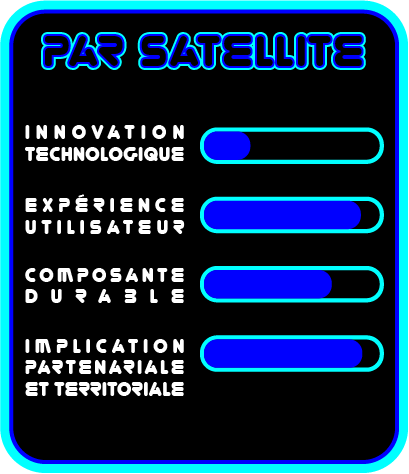 PAR SATELLITE
INNOVATION
TECHNOLOGIQUE
EXPÉRIENCE
UTILISATEUR
COMPOSANTE
DURABLE
IMPLICATION
PARTENARIALE
ET TERRITORIALE